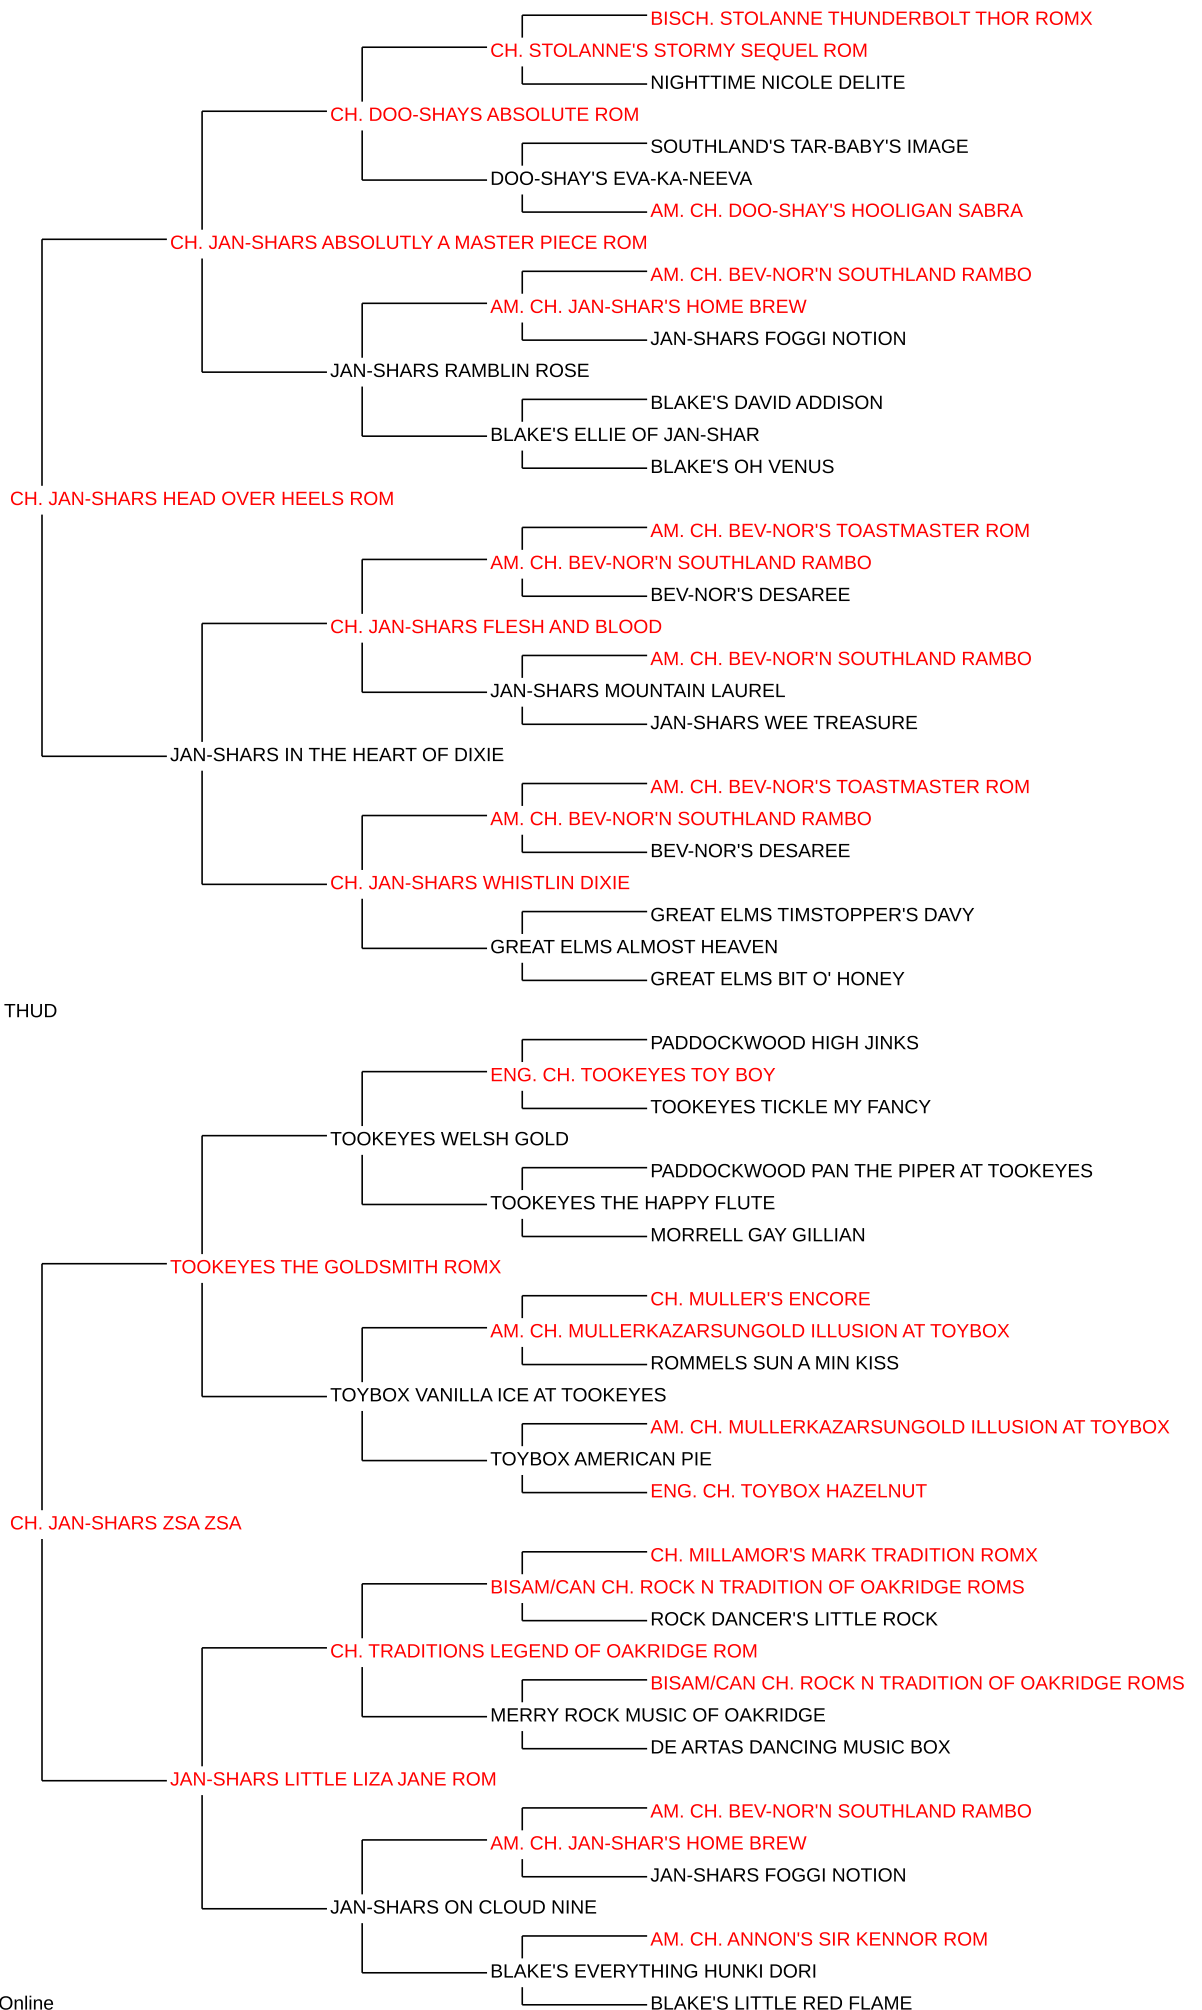 BISCH. STOLANNE THUNDERBOLT THOR ROMX
CH. STOLANNE'S STORMY SEQUEL ROM
NIGHTTIME NICOLE DELITE
CH. DOO-SHAYS ABSOLUTE ROM
SOUTHLAND'S TAR-BABY'S IMAGE
DOO-SHAY'S EVA-KA-NEEVA
AM. CH. DOO-SHAY'S HOOLIGAN SABRA
CH. JAN-SHARS ABSOLUTLY A MASTER PIECE ROM
AM. CH. BEV-NOR'N SOUTHLAND RAMBO
AM. CH. JAN-SHAR'S HOME BREW
JAN-SHARS FOGGI NOTION
JAN-SHARS RAMBLIN ROSE
BLAKE'S DAVID ADDISON
BLAKE'S ELLIE OF JAN-SHAR
BLAKE'S OH VENUS
CH. JAN-SHARS HEAD OVER HEELS ROM
AM. CH. BEV-NOR'S TOASTMASTER ROM
AM. CH. BEV-NOR'N SOUTHLAND RAMBO
BEV-NOR'S DESAREE
CH. JAN-SHARS FLESH AND BLOOD
AM. CH. BEV-NOR'N SOUTHLAND RAMBO
JAN-SHARS MOUNTAIN LAUREL
JAN-SHARS WEE TREASURE
JAN-SHARS IN THE HEART OF DIXIE
AM. CH. BEV-NOR'S TOASTMASTER ROM
AM. CH. BEV-NOR'N SOUTHLAND RAMBO
BEV-NOR'S DESAREE
CH. JAN-SHARS WHISTLIN DIXIE
GREAT ELMS TIMSTOPPER'S DAVY
GREAT ELMS ALMOST HEAVEN
GREAT ELMS BIT O' HONEY
THUD
PADDOCKWOOD HIGH JINKS
ENG. CH. TOOKEYES TOY BOY
TOOKEYES TICKLE MY FANCY
TOOKEYES WELSH GOLD
PADDOCKWOOD PAN THE PIPER AT TOOKEYES
TOOKEYES THE HAPPY FLUTE
MORRELL GAY GILLIAN
TOOKEYES THE GOLDSMITH ROMX
CH. MULLER'S ENCORE
AM. CH. MULLERKAZARSUNGOLD ILLUSION AT TOYBOX
ROMMELS SUN A MIN KISS
TOYBOX VANILLA ICE AT TOOKEYES
AM. CH. MULLERKAZARSUNGOLD ILLUSION AT TOYBOX
TOYBOX AMERICAN PIE
ENG. CH. TOYBOX HAZELNUT
CH. JAN-SHARS ZSA ZSA
CH. MILLAMOR'S MARK TRADITION ROMX
BISAM/CAN CH. ROCK N TRADITION OF OAKRIDGE ROMS
ROCK DANCER'S LITTLE ROCK
CH. TRADITIONS LEGEND OF OAKRIDGE ROM
BISAM/CAN CH. ROCK N TRADITION OF OAKRIDGE ROMS
MERRY ROCK MUSIC OF OAKRIDGE
DE ARTAS DANCING MUSIC BOX
JAN-SHARS LITTLE LIZA JANE ROM
AM. CH. BEV-NOR'N SOUTHLAND RAMBO
AM. CH. JAN-SHAR'S HOME BREW
JAN-SHARS FOGGI NOTION
JAN-SHARS ON CLOUD NINE
AM. CH. ANNON'S SIR KENNOR ROM
BLAKE'S EVERYTHING HUNKI DORI
BLAKE'S LITTLE RED FLAME
Online